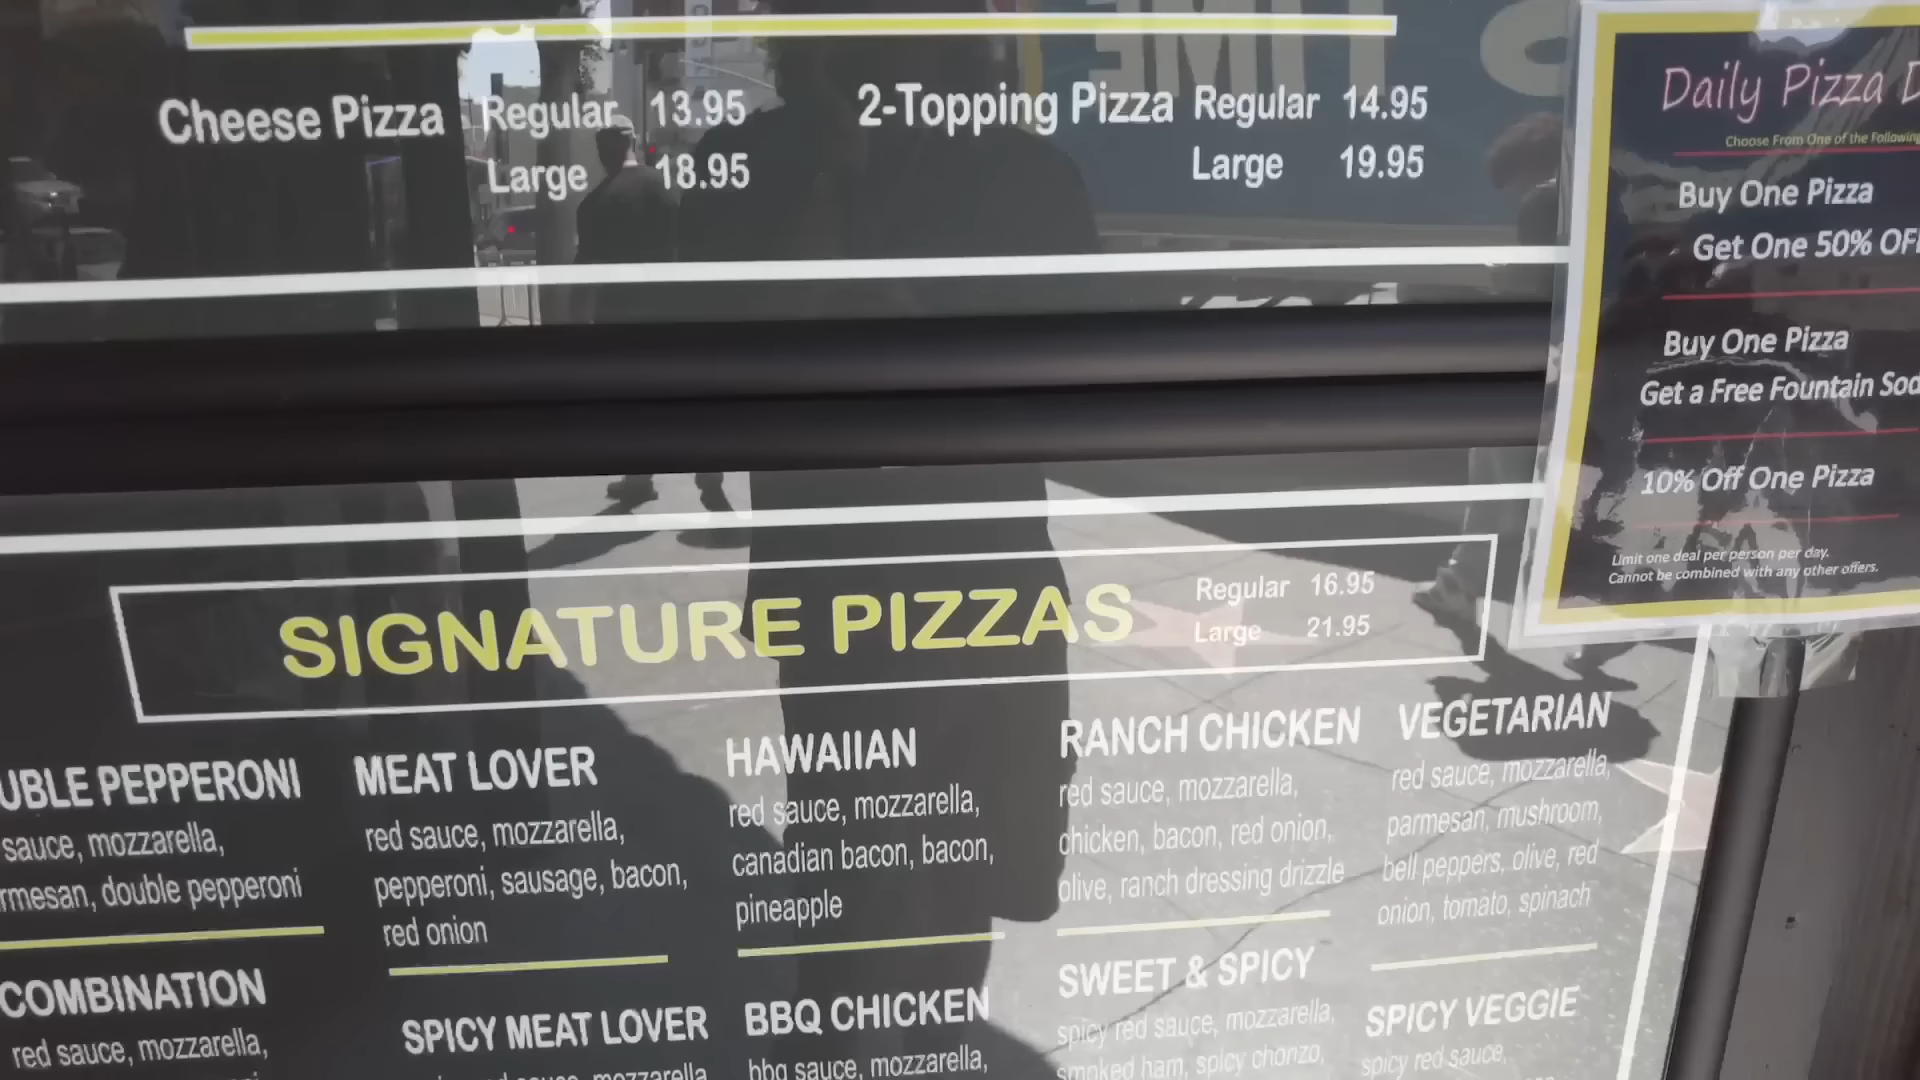 Cheese Pizza Regular 13.95
Large 18.95
2-Topping Pizza Regular 14.95
Large 19.95
Daily Pizza
Choose From One of the Following
Buy One Pizza
Get One 50% OFF
Buy One Pizza
Get a Free Fountain
10% Off One Pizza
Limit one deal per person per day.
Cannot be combined with any other offers.
SIGNATURE PIZZAS
Regular 16.95
Large 21.95
UBLE PEPPERONI
sauce, mozzarella,
rmesan, double pepperoni
MEAT LOVER
red sauce, mozzarella,
pepperoni, sausage, bacon,
red onion
HAWAIIAN
red sauce, mozzarella,
canadian bacon, bacon,
pineapple
RANCH CHICKEN
red sauce, mozzarella,
chicken, bacon, red onion,
olive, ranch dressing drizzle
VEGETARIAN
red sauce, mozzarella,
parmesan, mushroom,
bell peppers, olive, red
onion, tomato, spinach
COMBINATION
red sauce, mozzarella,
SPICY MEAT LOVER
sauce, mozzarella
BBQ CHICKEN
bbq sauce, mozzarella,
SWEET & SPICY
spicy red sauce, mozzarella,
smoked ham, spicy chorizo,
SPICY VEGGIE
spicy red sauce,